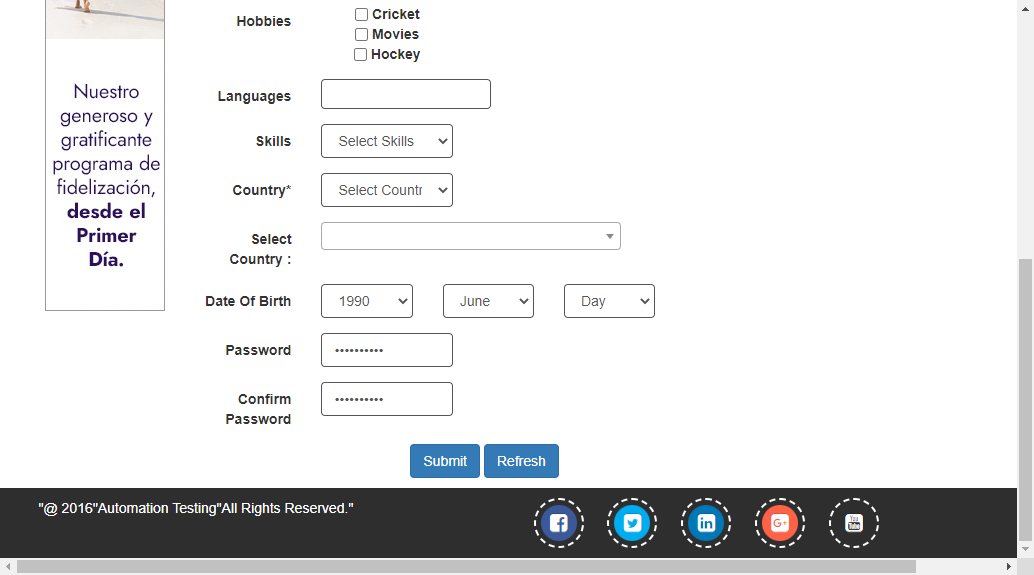 Hobbies
Cricket
Movies
Hockey
Nuestro
generoso y
gratificante
programa de
fidelización,
desde el
Primer
Día.
Languages
Skills
Select Skills
Country*
Select Countr
Select
Country :
Date Of Birth
1990
June
Day
Password
••••••••••
Confirm
Password
••••••••••
Submit
Refresh
"@ 2016"Automation Testing"All Rights Reserved."
f
in
G+
You
Tube